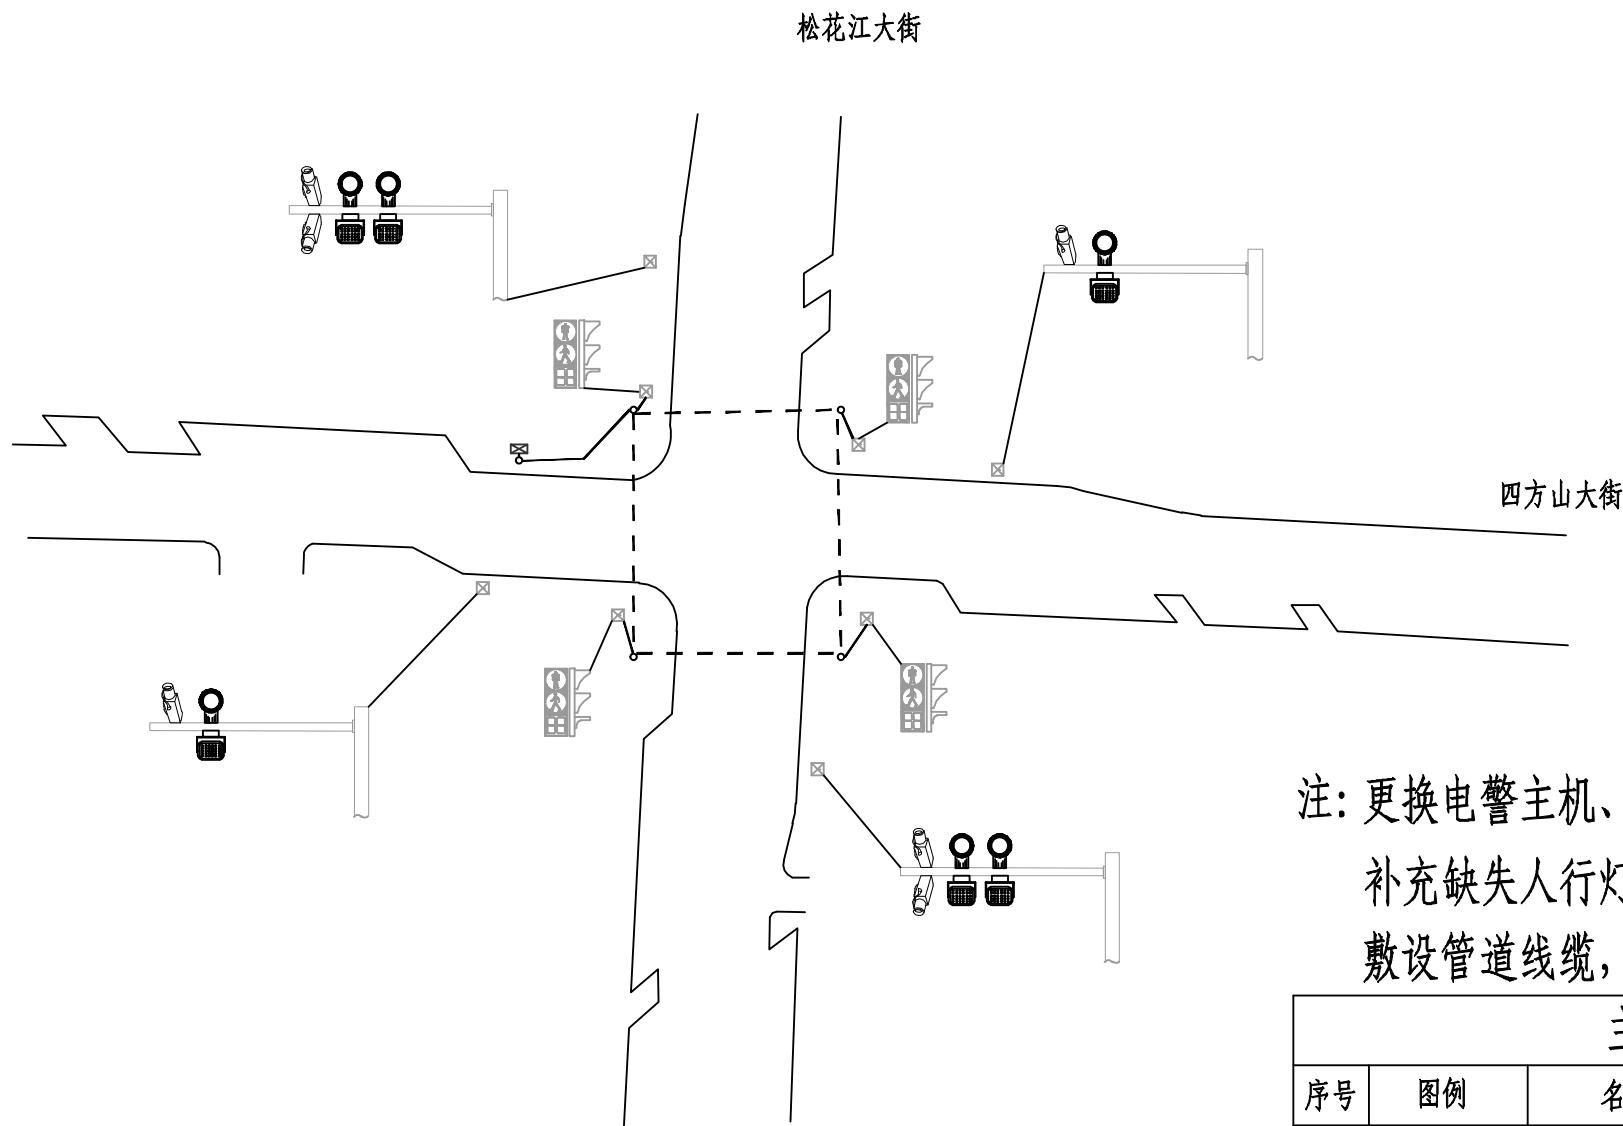 松花江大街
四方山大街
注：更换电警主机、
补充缺失人行灯
敷设管道线缆，
序号 图例 名